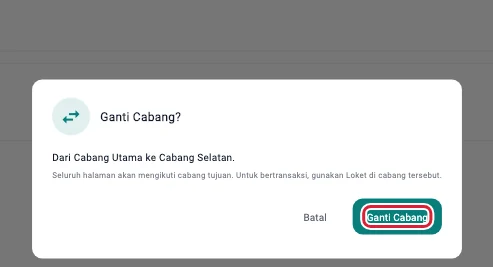 Ganti Cabang?
Dari Cabang Utama ke Cabang Selatan.
Seluruh halaman akan mengikuti cabang tujuan. Untuk bertransaksi, gunakan Loket di cabang tersebut.
Batal
Ganti Cabang